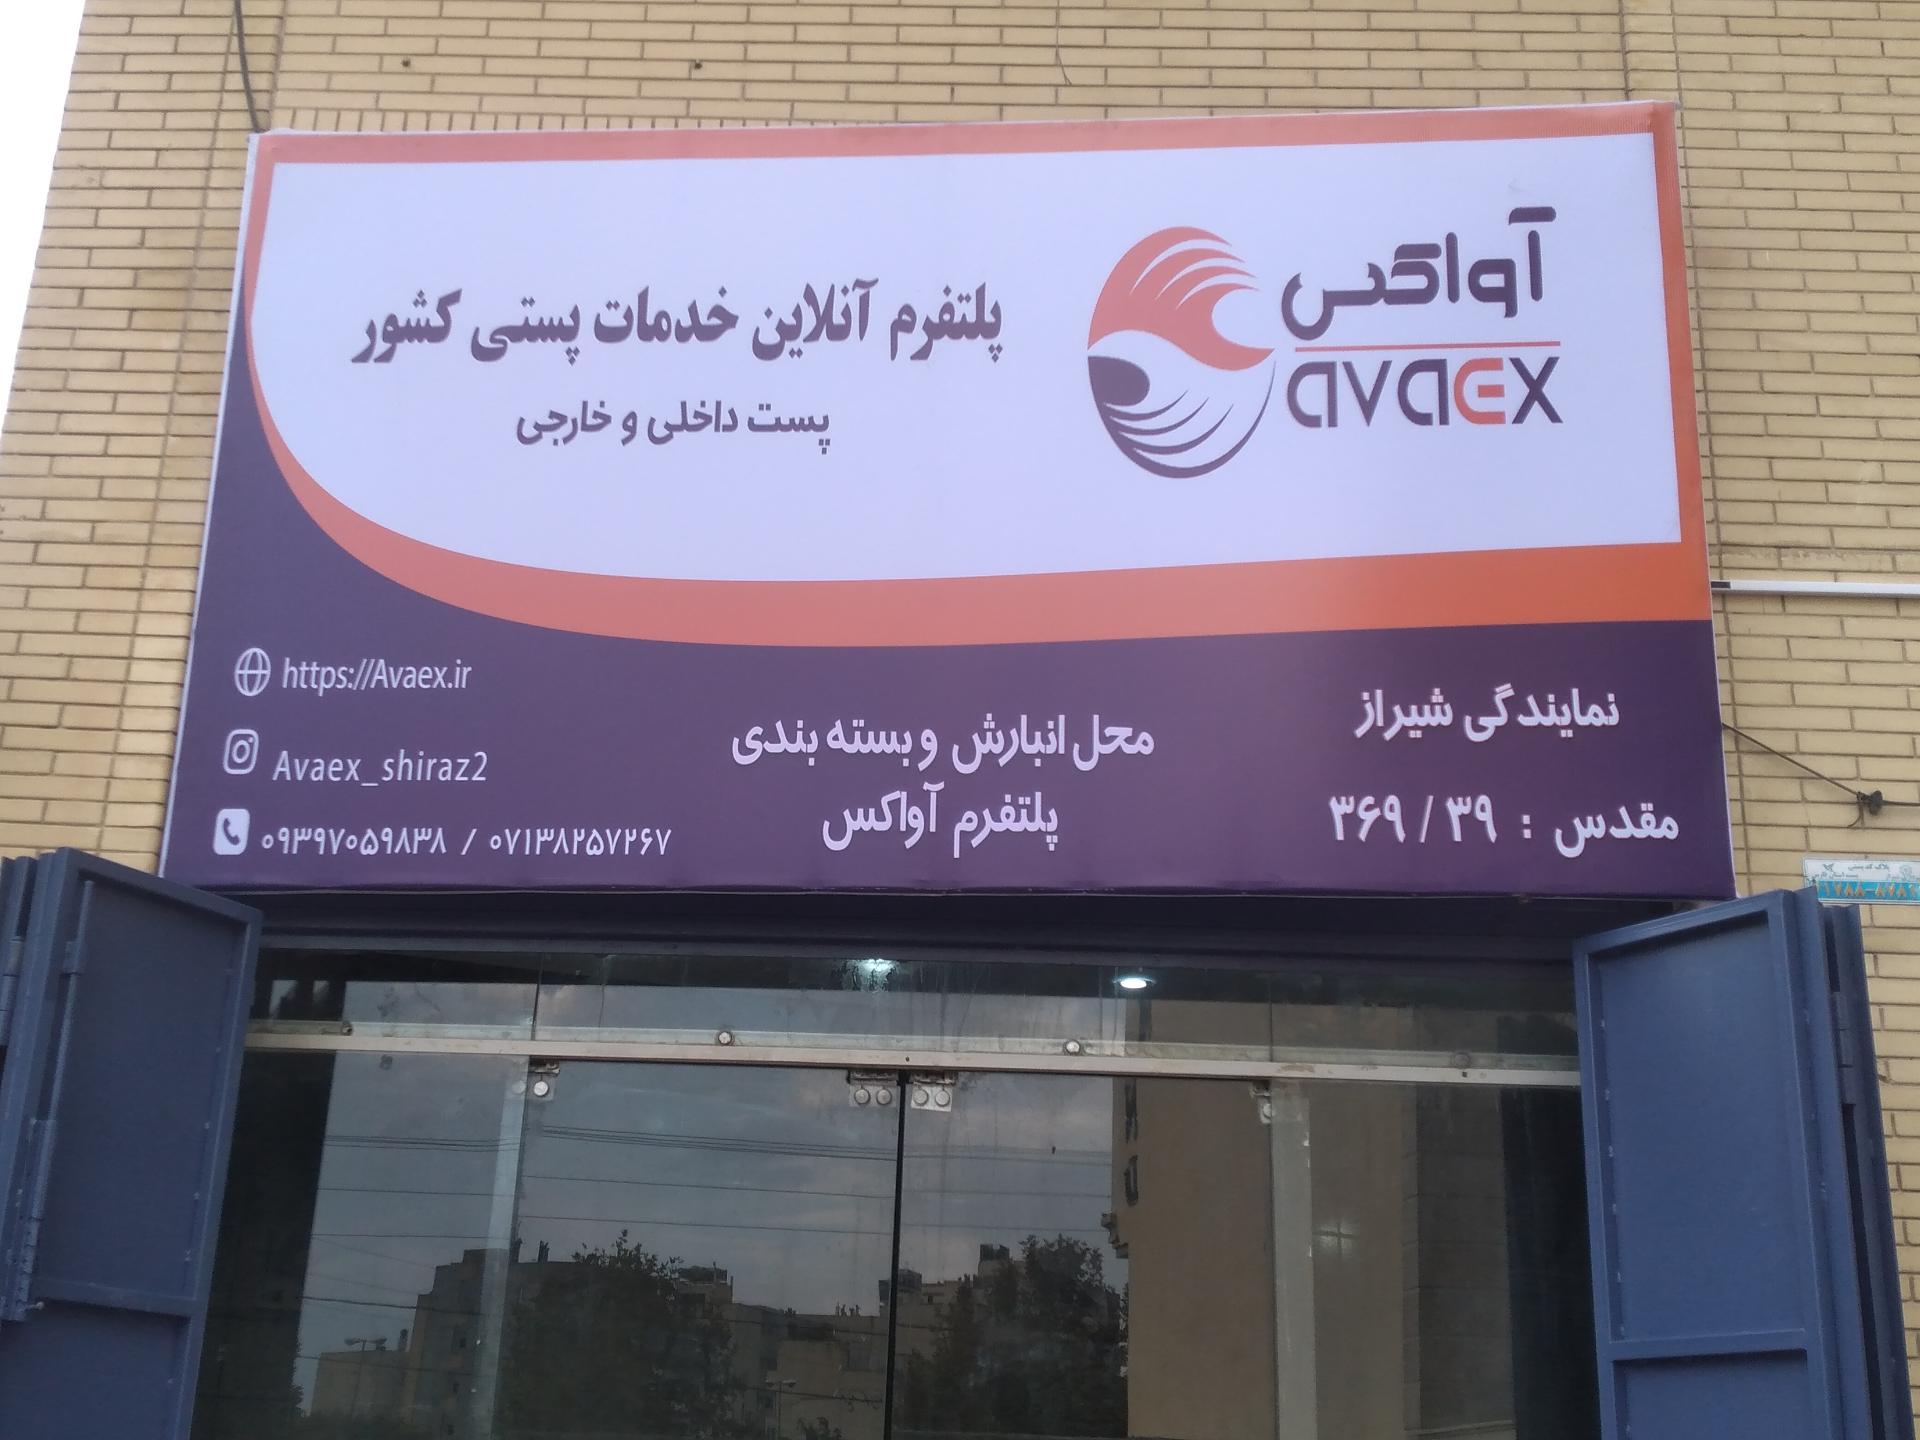 آواکس
AVAEX
پلتفرم آنلاین خدمات پستی کشور
پست داخلی و خارجی
نمایندگی شیراز
مقدس : ۳۹ / ۳۶۹
محل انبارش و بسته بندی
پلتفرم آواکس
https://Avaex.ir
Avaex_shiraz2
۰۹۳۹۷۰۵۹۸۳۸ / ۰۷۱۳۸۲۵۷۲۶۷